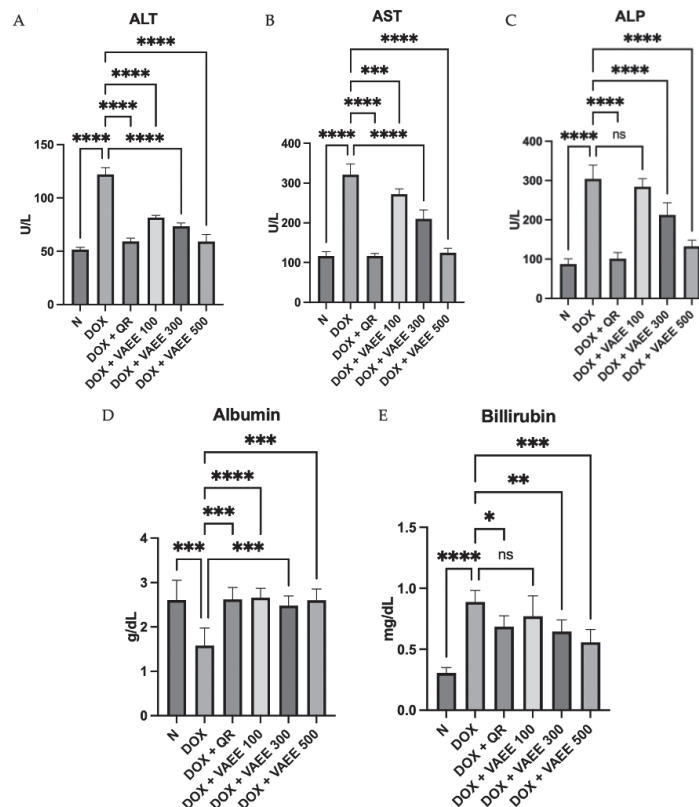 A
ALT
****
****
****
****
****
U/L
150
100
50
0
N
DOX
DOX + QR
DOX + VAEE 100
DOX + VAEE 300
DOX + VAEE 500
B
AST
****
***
****
****
****
U/L
400
300
200
100
0
N
DOX
DOX + QR
DOX + VAEE 100
DOX + VAEE 300
DOX + VAEE 500
C
ALP
****
****
****
****
ns
U/L
400
300
200
100
0
N
DOX
DOX + QR
DOX + VAEE 100
DOX + VAEE 300
DOX + VAEE 500
D
Albumin
***
****
***
***
***
g/dL
4
3
2
1
0
N
DOX
DOX + QR
DOX + VAEE 100
DOX + VAEE 300
DOX + VAEE 500
E
Billirubin
***
**
*
****
ns
mg/dL
1.5
1.0
0.5
0.0
N
DOX
DOX + QR
DOX + VAEE 100
DOX + VAEE 300
DOX + VAEE 500